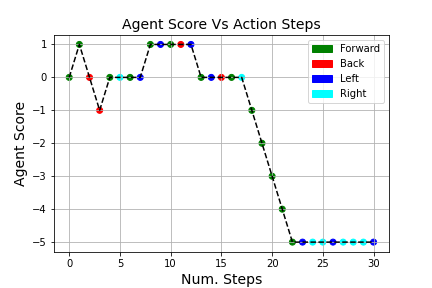 Agent Score Vs Action Steps
Agent Score
1
0
−1
−2
−3
−4
−5
Forward
Back
Left
Right
0 5 10 15 20 25 30
Num. Steps